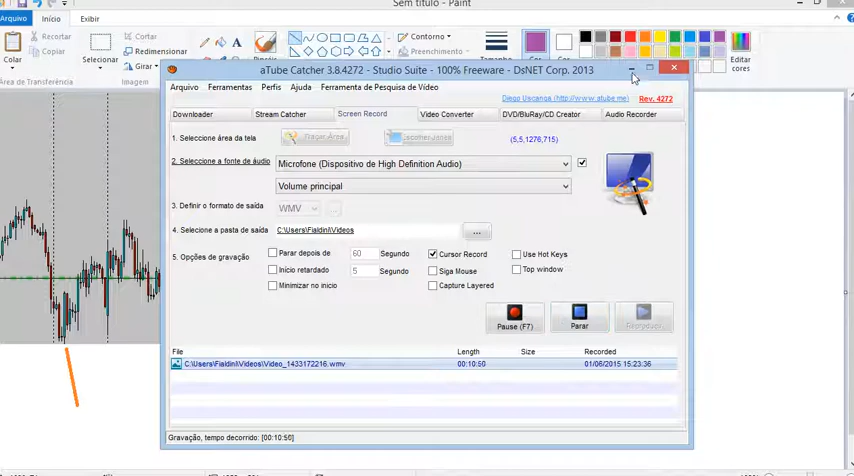 Sem título - Paint
Arquivo Início Exibir
Colar
Recortar
Copiar
Área de Transferência
Selecionar
Cortar
Redimensionar
Girar
A
Pincéis
Contorno
Preenchimento
Tamanho
Editar
cores
aTube Catcher 3.8.4272 - Studio Suite - 100% Freeware - DsNET Corp. 2013
Arquivo Ferramentas Perfis Ajuda Ferramenta de Pesquisa de Vídeo
Diego Uscanga (http://www.atube.me) Rev. 4272
Downloader Stream Catcher Screen Record Video Converter DVD/BluRay/CD Creator Audio Recorder
1. Seleccione área da tela Traçar Área Escolher Janela (5,5,1276,715)
2. Seleccione a fonte de áudio Microfone (Dispositivo de High Definition Audio)
Volume principal
3. Definir o formato de saída WMV ...
4. Selecione a pasta de saída C:\Users\Fialdini\Videos ...
5. Opções de gravação
Parar depois de 60 Segundo Cursor Record Use Hot Keys
Início retardado 5 Segundo Siga Mouse Top window
Minimizar no inicio Capture Layered
Pause (F7) Parar Reproduzir
File Length Size Recorded
C:\Users\Fialdini\Videos\Video_1433172216.wmv 00:10:50 01/06/2015 15:23:36
Gravação, tempo decorrido: [00:10:50]